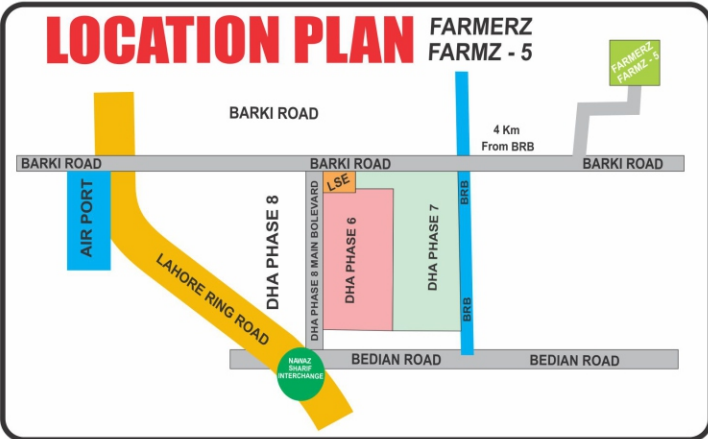 LOCATION PLAN
FARMERZ
FARMZ - 5
FARMERZ
FARMZ - 5
BARKI ROAD
4 Km
From BRB
BARKI ROAD
BARKI ROAD
BARKI ROAD
AIR PORT
LAHORE RING ROAD
DHA PHASE 8
DHA PHASE 8 MAIN BOLEVARD
LSE
DHA PHASE 6
DHA PHASE 7
BRB
BRB
NAWAZ
SHARIF
INTERCHANGE
BEDIAN ROAD
BEDIAN ROAD